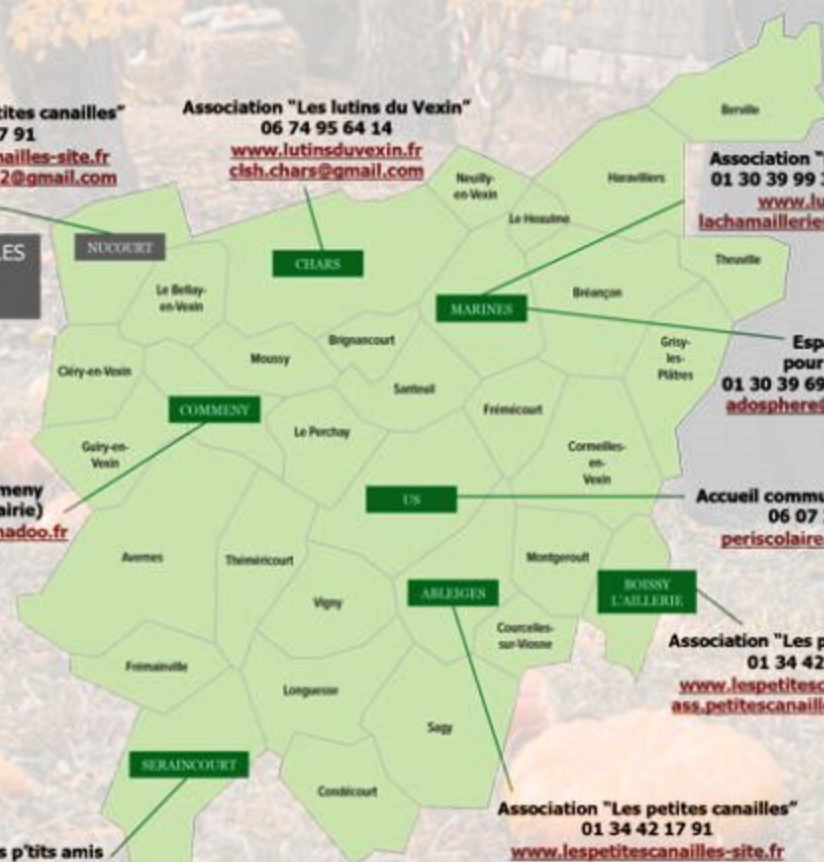 Association "Les lutins du Vexin"
06 74 95 64 14
www.lutinsduvexin.fr
clsh.chars@gmail.com
tites canailles"
7 91
nailles-site.fr
2@gmail.com
LES
Berville
Haravilliers
Neuilly-
en-Vexin
Le Heaulme
Association "
01 30 39 99
www.lu
lachamaillerie
NUCOURT
CHARS
Theuville
Le Bellay-
en-Vexin
MARINES
Bréançon
Brignancourt
Moussy
Grisy-
les-
Plâtres
Espa
pour
01 30 39 69
adosphere@
Cléry-en-Vexin
Santeuil
COMMENY
Frémécourt
Le Perchay
Guiry-en-
Vexin
Cormeilles-
en-
Vexin
meny
airie)
nadoo.fr
US
Accueil commu
06 07
periscolaire
Avernes
Théméricourt
Montgeroult
Vigny
ABLEIGES
BOISSY
L'AILLERIE
Courcelles-
sur-Viosne
Association "Les p
01 34 42
www.lespetitesc
ass.petitescanaill
Frémainville
Longuesse
Sagy
SERAINCOURT
Condécourt
Association "Les petites canailles"
01 34 42 17 91
www.lespetitescanailles-site.fr
s p'tits amis